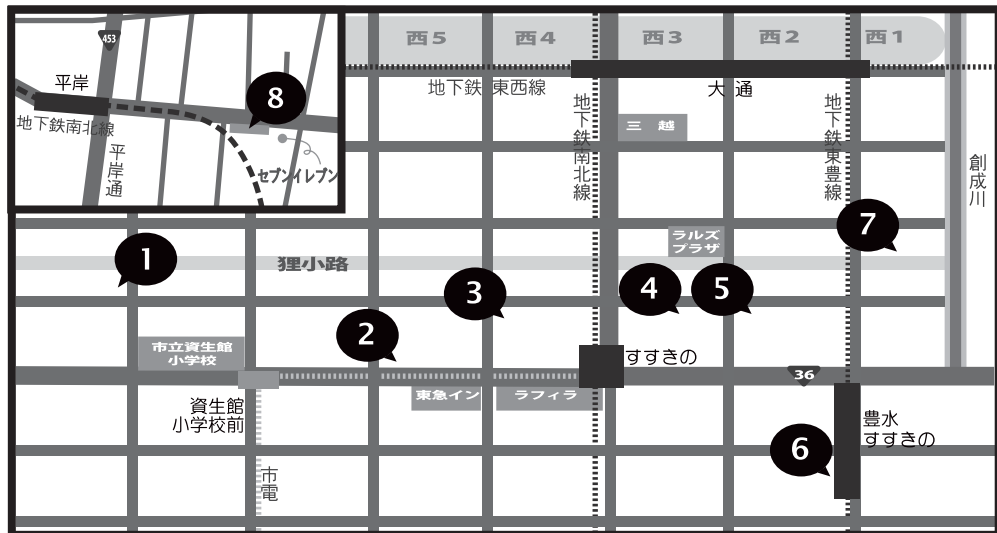 453
平岸
地下鉄南北線
平岸通
8
セブンイレブン
西5
西4
西3
西2
西1
地下鉄 東西線
大 通
地下鉄南北線
三 越
地下鉄東豊線
創成川
ラルズ
プラザ
7
1
狸小路
3
4
5
2
市立資生館
小学校
すすきの
36
東急イン
ラフィラ
資生館
小学校前
豊水
すすきの
6
市電